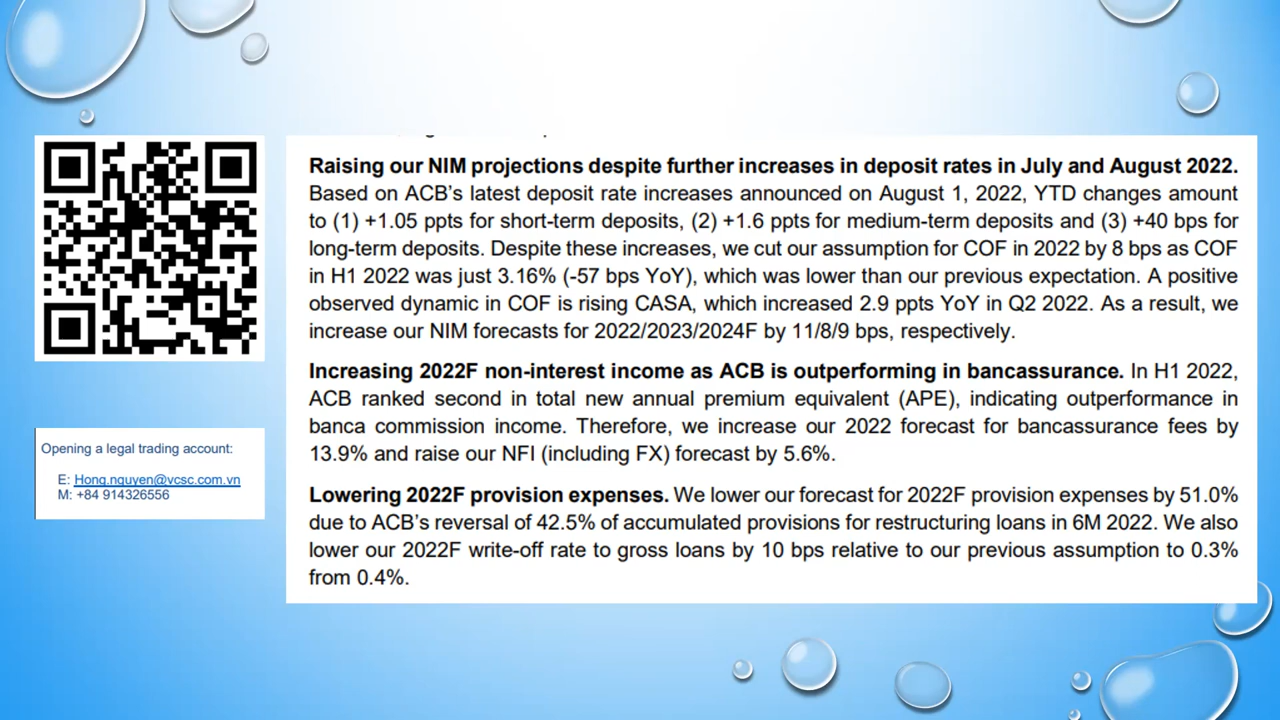 Raising our NIM projections despite further increases in deposit rates in July and August 2022.
Based on ACB's latest deposit rate increases announced on August 1, 2022, YTD changes amount
to (1) +1.05 ppts for short-term deposits, (2) +1.6 ppts for medium-term deposits and (3) +40 bps for
long-term deposits. Despite these increases, we cut our assumption for COF in 2022 by 8 bps as COF
in H1 2022 was just 3.16% (-57 bps YoY), which was lower than our previous expectation. A positive
observed dynamic in COF is rising CASA, which increased 2.9 ppts YoY in Q2 2022. As a result, we
increase our NIM forecasts for 2022/2023/2024F by 11/8/9 bps, respectively.
Increasing 2022F non-interest income as ACB is outperforming in bancassurance. In H1 2022,
ACB ranked second in total new annual premium equivalent (APE), indicating outperformance in
banca commission income. Therefore, we increase our 2022 forecast for bancassurance fees by
13.9% and raise our NFI (including FX) forecast by 5.6%.
Lowering 2022F provision expenses. We lower our forecast for 2022F provision expenses by 51.0%
due to ACB's reversal of 42.5% of accumulated provisions for restructuring loans in 6M 2022. We also
lower our 2022F write-off rate to gross loans by 10 bps relative to our previous assumption to 0.3%
from 0.4%.
Opening a legal trading account:
E: Hong.nguyen@vcsc.com.vn
M: +84 914326556